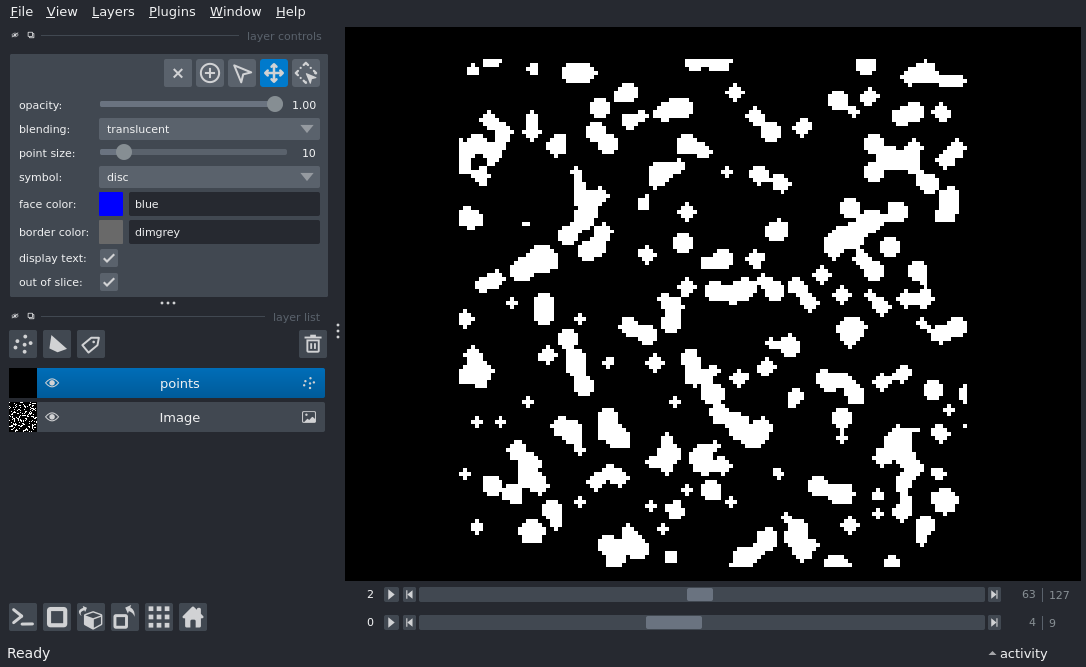 File View Layers Plugins Window Help
layer controls
opacity: 1.00
blending: translucent
point size: 10
symbol: disc
face color: blue
border color: dimgrey
display text:
out of slice:
layer list
points
Image
2 63 127
0 4 9
Ready activity